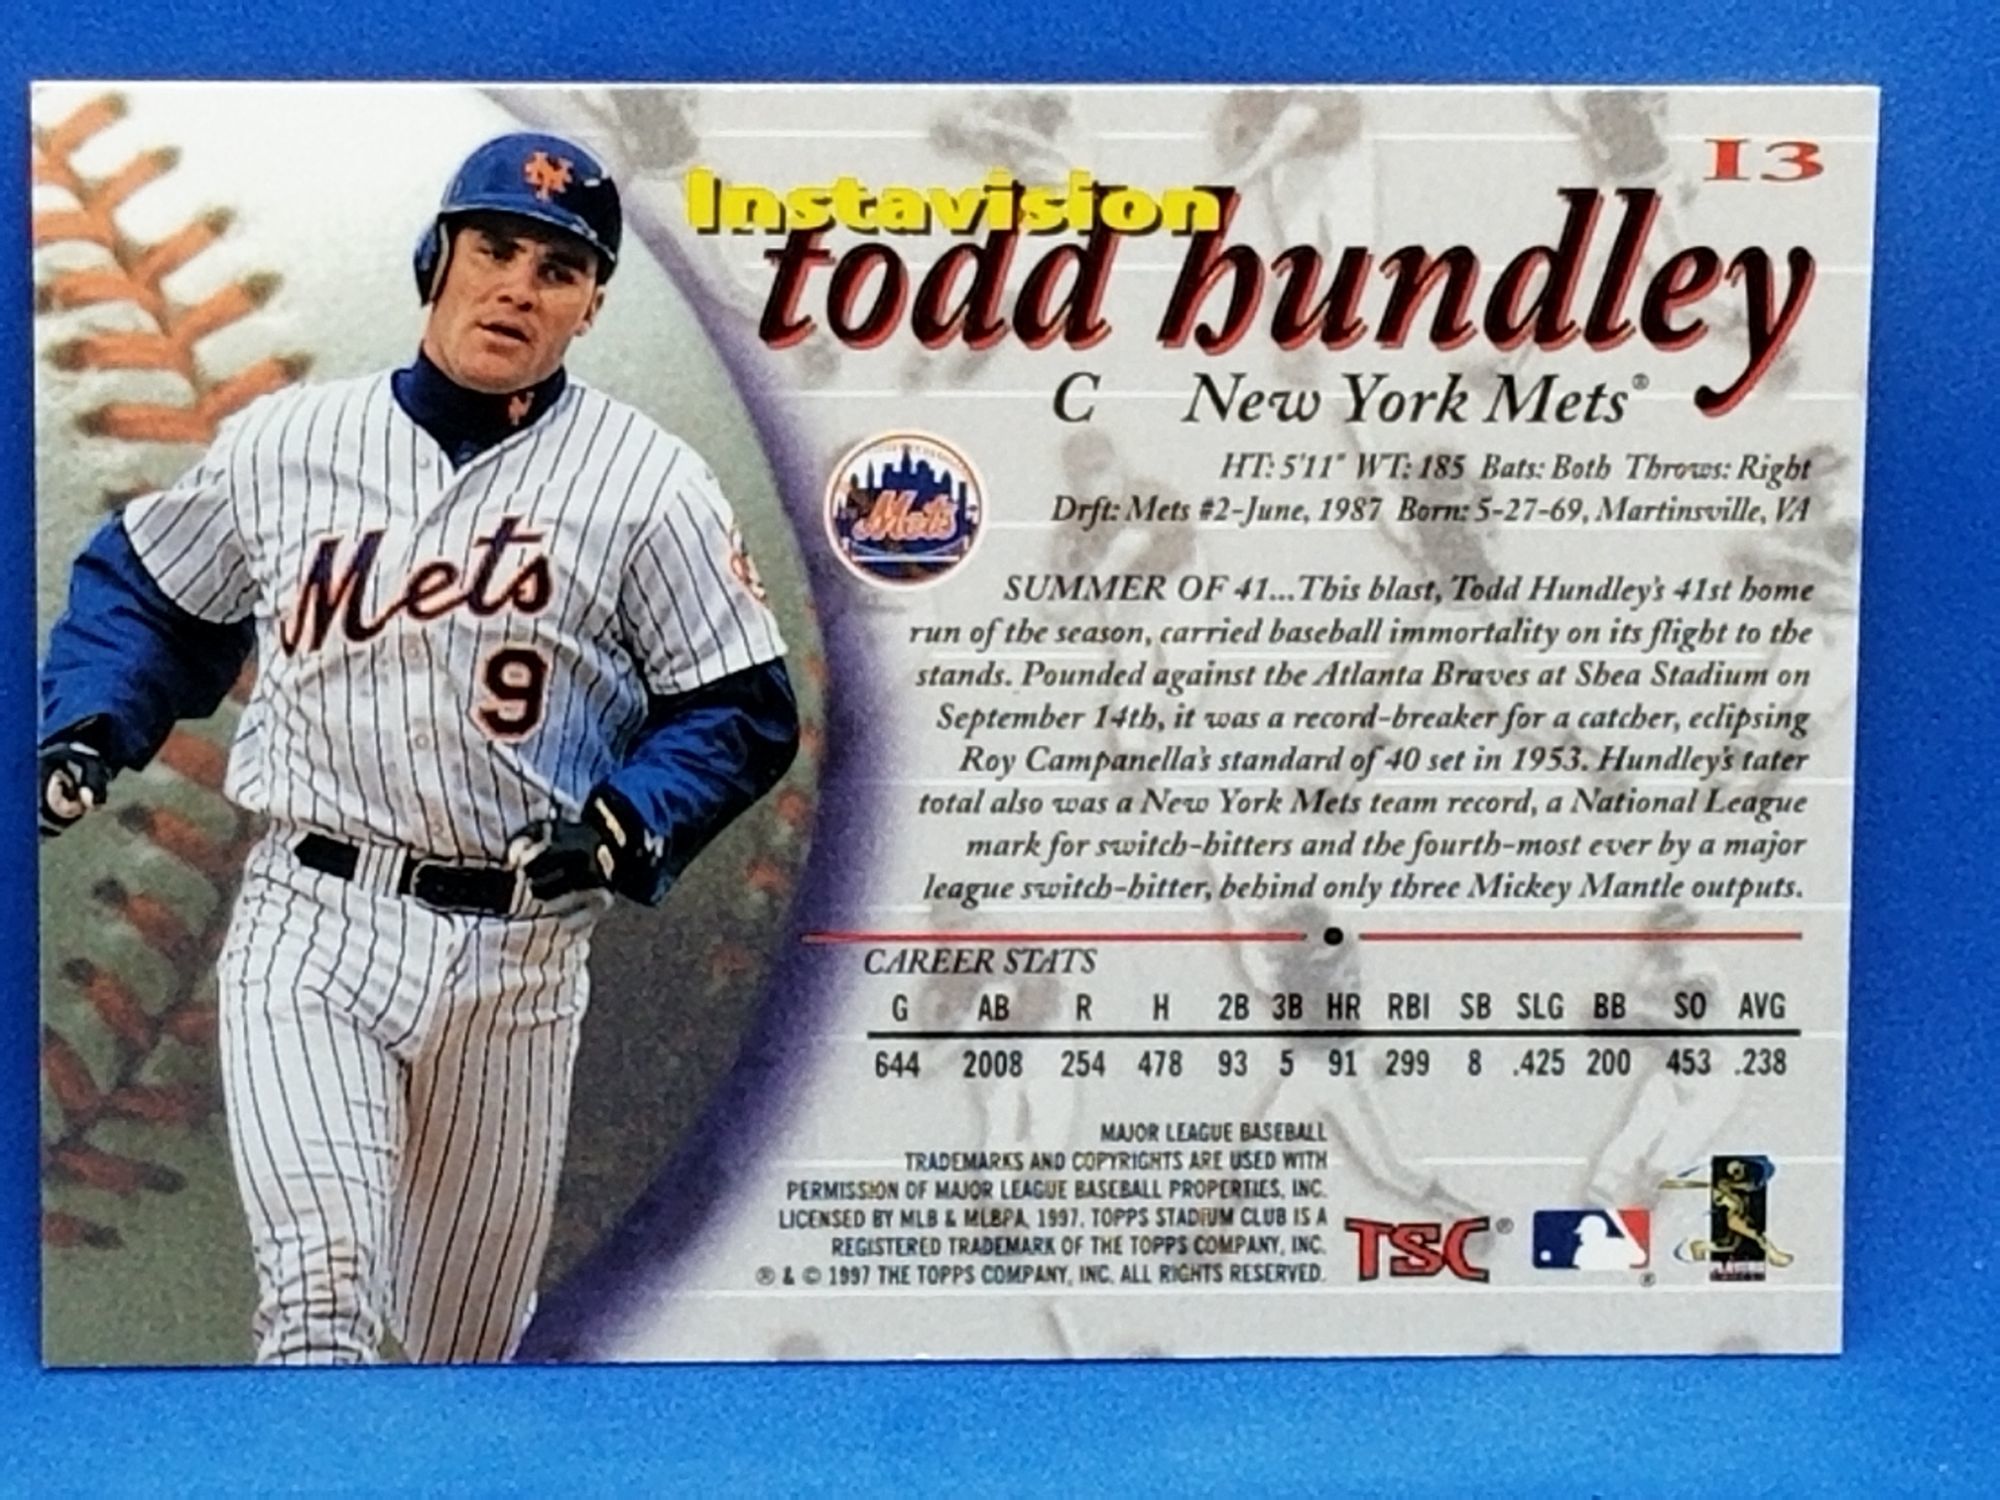 I3
Instavision
todd hundley
C New York Mets®
Mets
HT: 5'11" WT: 185 Bats: Both Throws: Right
Drft: Mets #2-June, 1987 Born: 5-27-69, Martinsville, VA
SUMMER OF 41...This blast, Todd Hundley's 41st home
run of the season, carried baseball immortality on its flight to the
stands. Pounded against the Atlanta Braves at Shea Stadium on
September 14th, it was a record-breaker for a catcher, eclipsing
Roy Campanella's standard of 40 set in 1953. Hundley's tater
total also was a New York Mets team record, a National League
mark for switch-hitters and the fourth-most ever by a major
league switch-hitter, behind only three Mickey Mantle outputs.
CAREER STATS
G AB R H 2B 3B HR RBI SB SLG BB SO AVG
644 2008 254 478 93 5 91 299 8 .425 200 453 .238
MAJOR LEAGUE BASEBALL
TRADEMARKS AND COPYRIGHTS ARE USED WITH
PERMISSION OF MAJOR LEAGUE BASEBALL PROPERTIES, INC.
LICENSED BY MLB & MLBPA, 1997. TOPPS STADIUM CLUB IS A
REGISTERED TRADEMARK OF THE TOPPS COMPANY, INC.
® & © 1997 THE TOPPS COMPANY, INC. ALL RIGHTS RESERVED.
TSC®
®
PLAYERS
NY
Mets
9